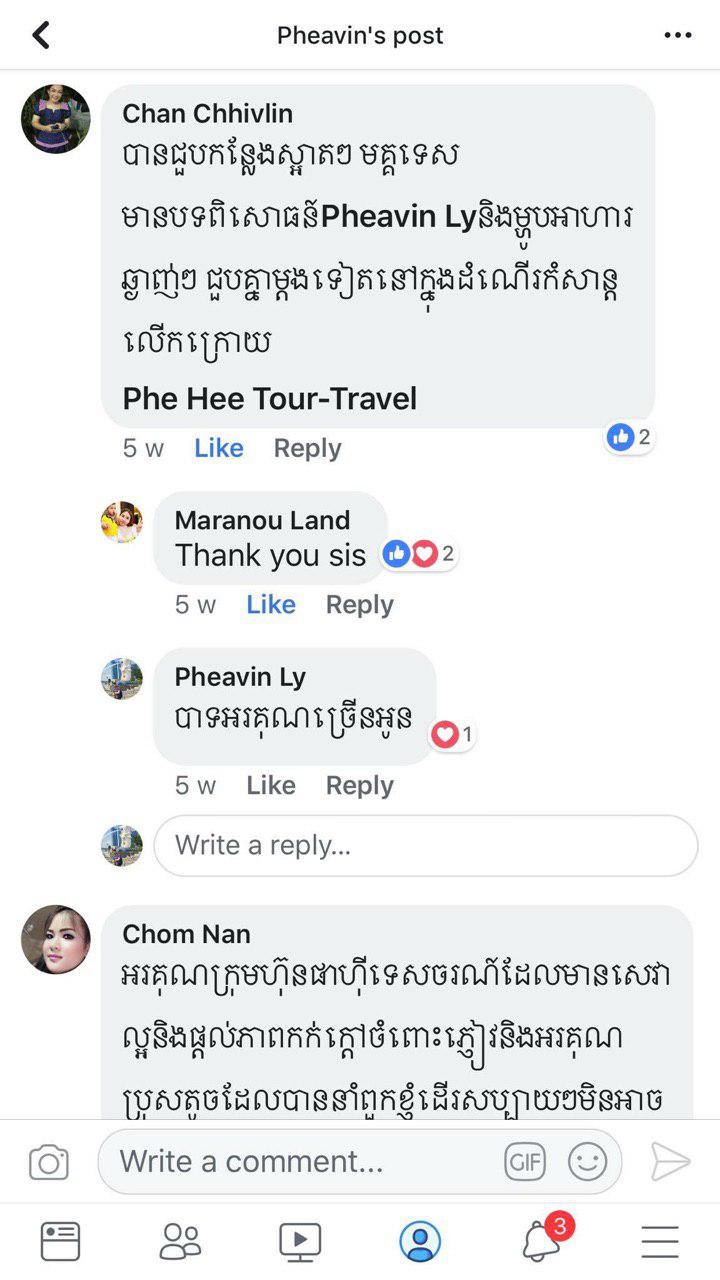 Pheavin's post
Chan Chhivlin
បានជួបកន្លែងស្អាតៗ មគ្គទេស
មានបទពិសោធន៍Pheavin Lyនិងម្ហូបអាហារ
ឆ្ងាញ់ៗ ជួបគ្នាម្ដងទៀតនៅក្នុងដំណើរកំសាន្ត
លើកក្រោយ
Phe Hee Tour-Travel
5 w Like Reply 2
Maranou Land
Thank you sis 2
5 w Like Reply
Pheavin Ly
បាទអរគុណច្រើនអូន 1
5 w Like Reply
Write a reply...
Chom Nan
អរគុណក្រុមហ៊ុនផាហ៊ីទេសចរណ៍ដែលមានសេវា
ល្អនិងផ្ដល់ភាពកក់ក្ដៅចំពោះភ្ញៀវនិងអរគុណ
ប្រុសតូចដែលបាននាំពួកខ្ញុំដើរសប្បាយៗមិនអាច
Write a comment... GIF
3